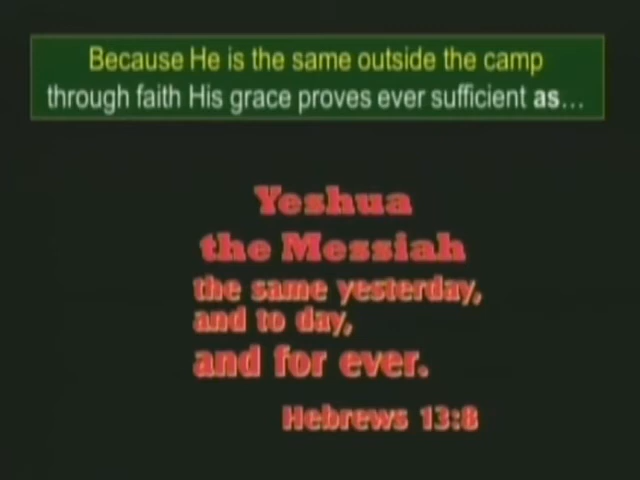 Because He is the same outside the camp
through faith His grace proves ever sufficient as...
Yeshua
the Messiah
the same yesterday,
and to day,
and for ever.
Hebrews 13:8